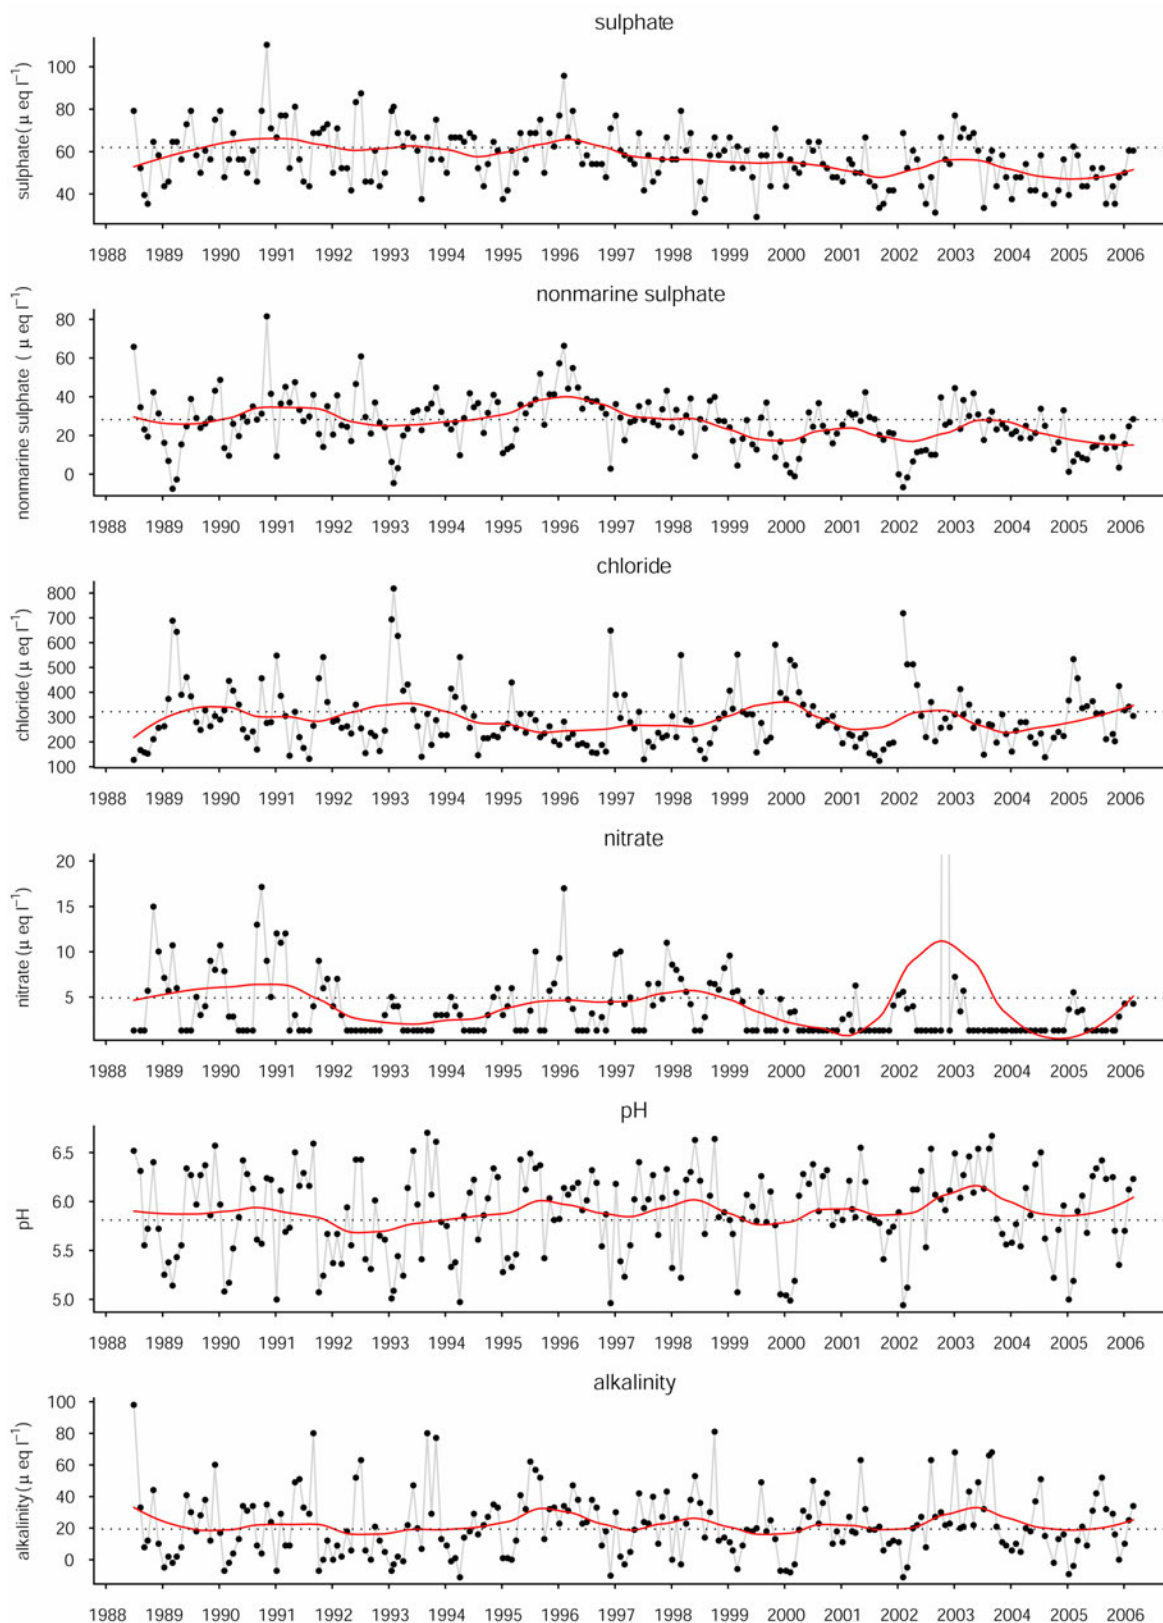 sulphate
sulphate (μ eq l⁻¹)
100
80
60
40
1988 1989 1990 1991 1992 1993 1994 1995 1996 1997 1998 1999 2000 2001 2002 2003 2004 2005 2006
nonmarine sulphate
nonmarine sulphate ( μ eq l⁻¹)
80
60
40
20
0
1988 1989 1990 1991 1992 1993 1994 1995 1996 1997 1998 1999 2000 2001 2002 2003 2004 2005 2006
chloride
chloride (μ eq l⁻¹)
800
700
600
500
400
300
200
100
1988 1989 1990 1991 1992 1993 1994 1995 1996 1997 1998 1999 2000 2001 2002 2003 2004 2005 2006
nitrate
nitrate (μ eq l⁻¹)
20
15
10
5
1988 1989 1990 1991 1992 1993 1994 1995 1996 1997 1998 1999 2000 2001 2002 2003 2004 2005 2006
pH
pH
6.5
6.0
5.5
5.0
1988 1989 1990 1991 1992 1993 1994 1995 1996 1997 1998 1999 2000 2001 2002 2003 2004 2005 2006
alkalinity
alkalinity (μ eq l⁻¹)
100
80
60
40
20
0
1988 1989 1990 1991 1992 1993 1994 1995 1996 1997 1998 1999 2000 2001 2002 2003 2004 2005 2006